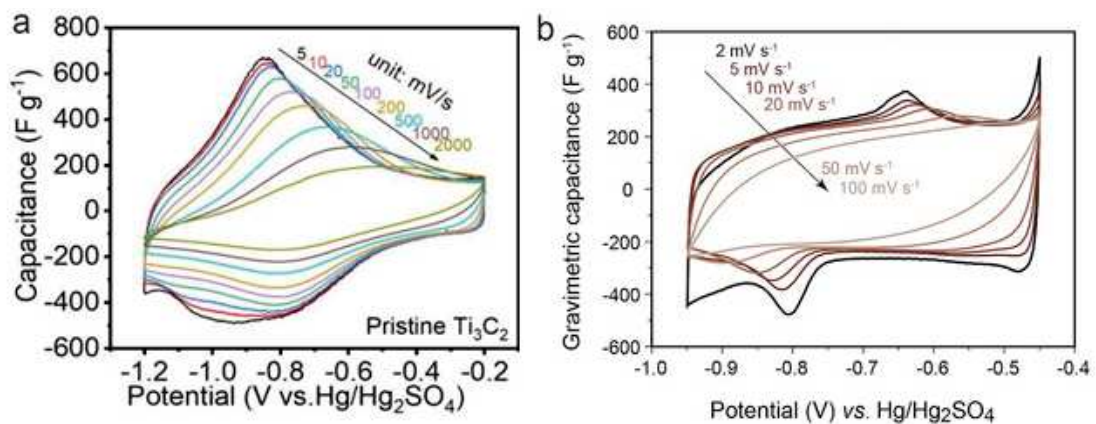 a
800
600
400
200
0
-200
-400
-600
Capacitance (F g⁻¹)
5
10
20
50
100
200
500
1000
2000
unit: mV/s
Pristine Ti₃C₂
-1.2 -1.0 -0.8 -0.6 -0.4 -0.2
Potential (V vs.Hg/Hg₂SO₄)
b
600
400
200
0
-200
-400
-600
Gravimetric capacitance (F g⁻¹)
2 mV s⁻¹
5 mV s⁻¹
10 mV s⁻¹
20 mV s⁻¹
50 mV s⁻¹
100 mV s⁻¹
-1.0 -0.9 -0.8 -0.7 -0.6 -0.5 -0.4
Potential (V) vs. Hg/Hg₂SO₄